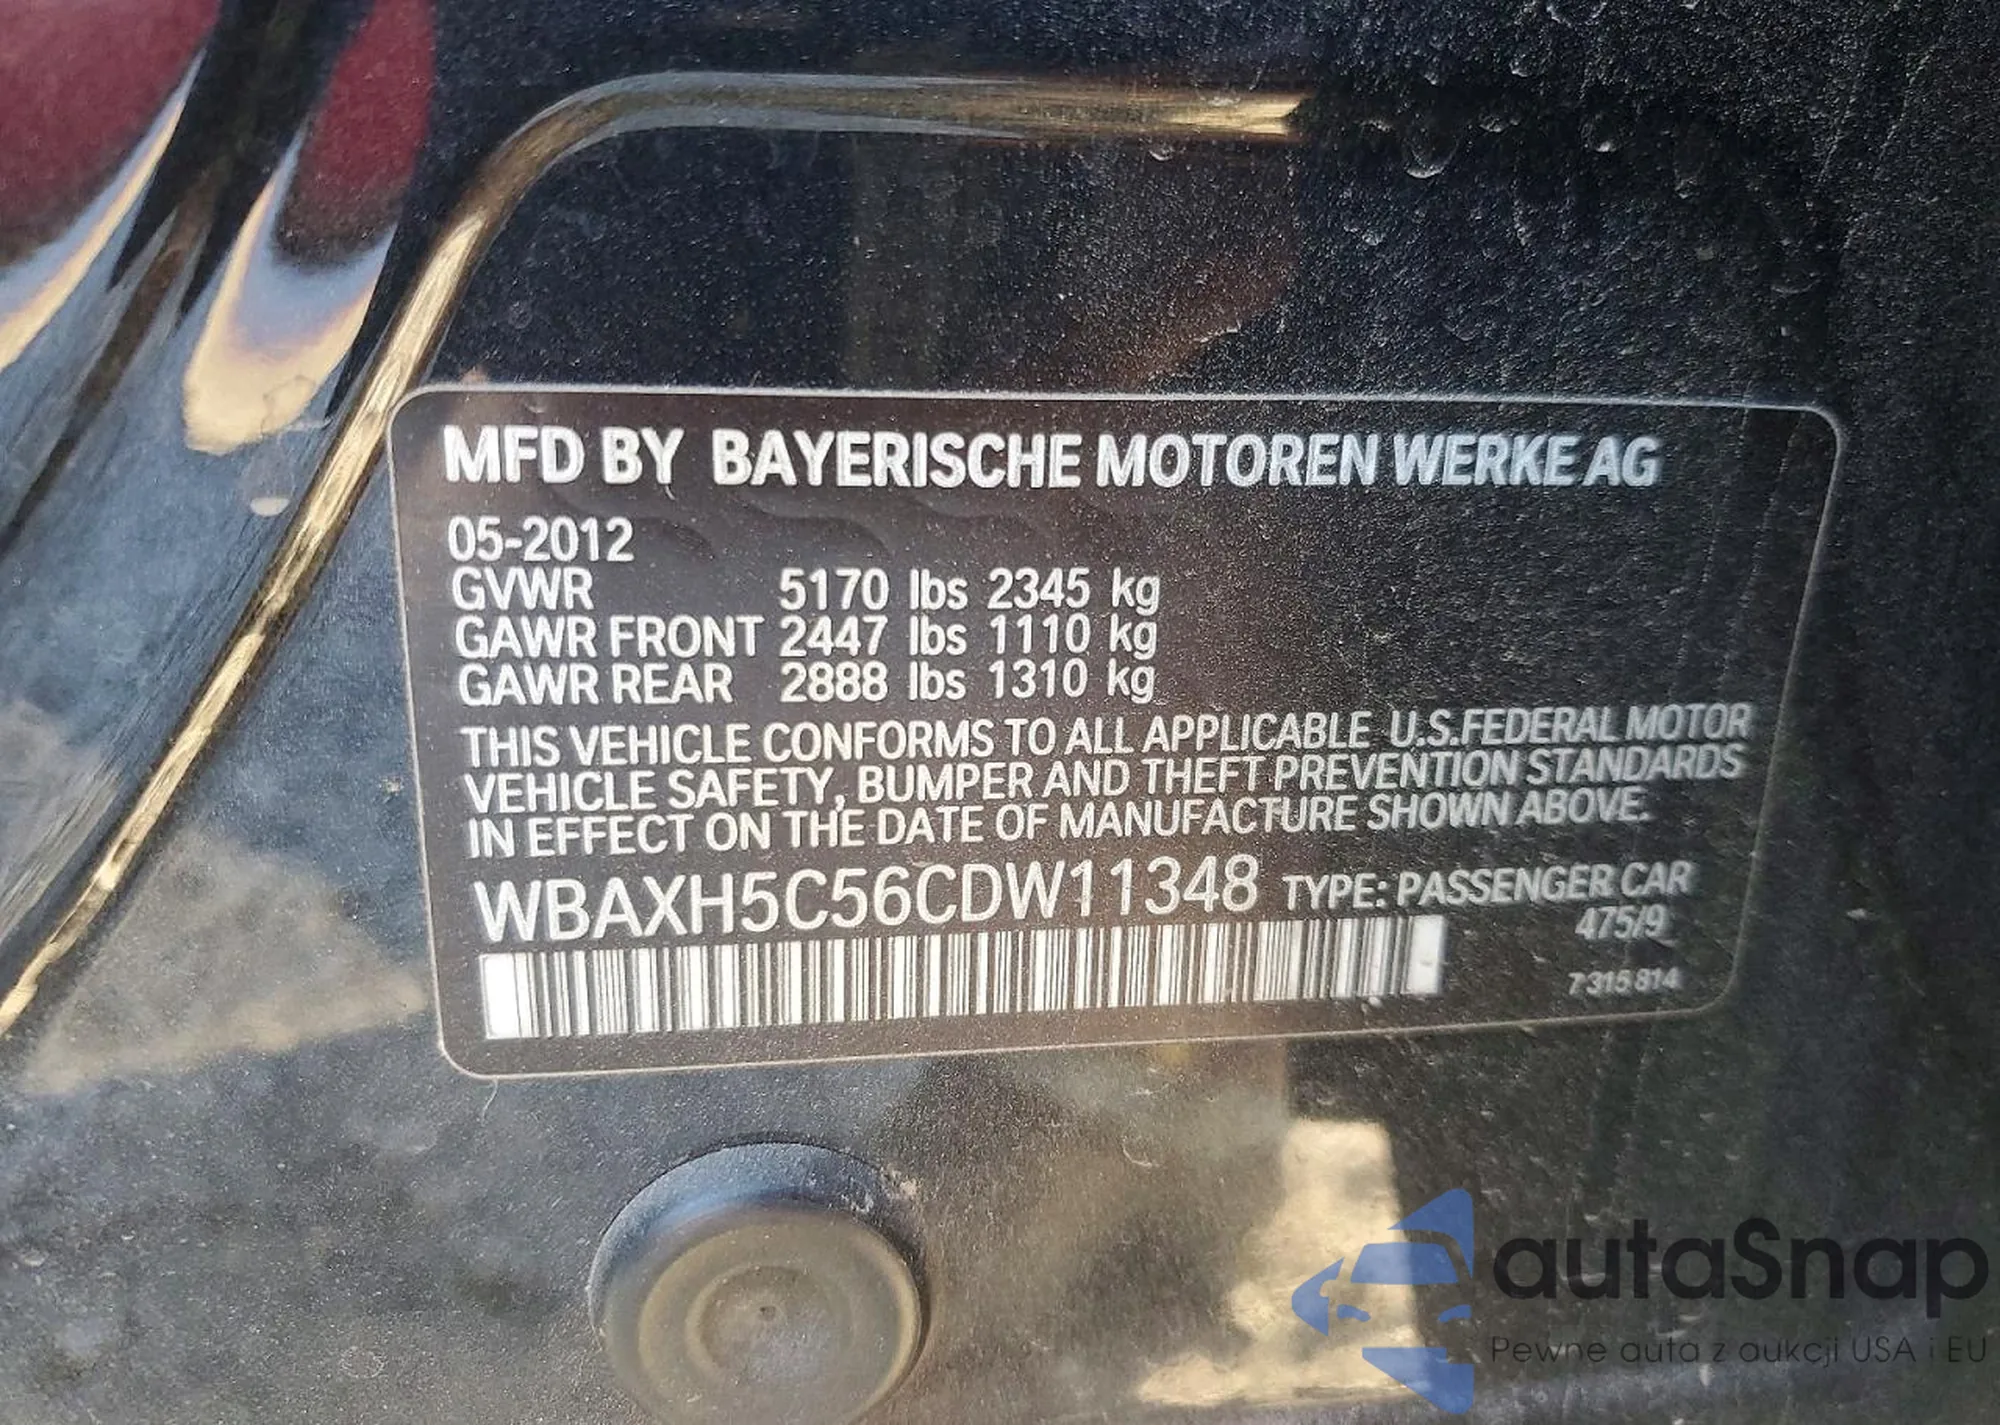 MFD BY BAYERISCHE MOTOREN WERKE AG
05-2012
GVWR 5170 lbs 2345 kg
GAWR FRONT 2447 lbs 1110 kg
GAWR REAR 2888 lbs 1310 kg
THIS VEHICLE CONFORMS TO ALL APPLICABLE U.S.FEDERAL MOTOR
VEHICLE SAFETY, BUMPER AND THEFT PREVENTION STANDARDS
IN EFFECT ON THE DATE OF MANUFACTURE SHOWN ABOVE.
WBAXH5C56CDW11348 TYPE: PASSENGER CAR
475/9
7 315 814
autaSnap
Pewne auta z aukcji USA i EU